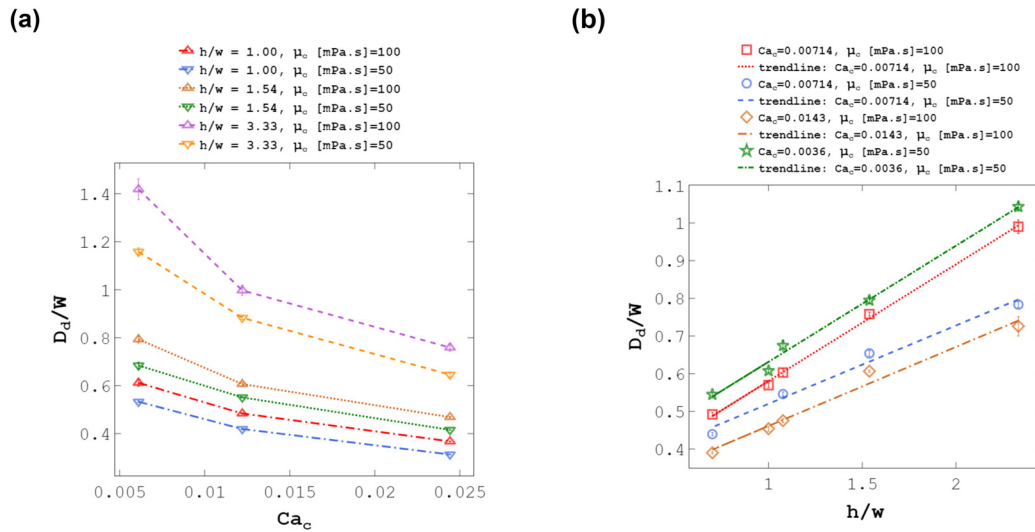 (a)
h/w = 1.00, μc [mPa.s]=100
h/w = 1.00, μc [mPa.s]=50
h/w = 1.54, μc [mPa.s]=100
h/w = 1.54, μc [mPa.s]=50
h/w = 3.33, μc [mPa.s]=100
h/w = 3.33, μc [mPa.s]=50
1.4
1.2
1
0.8
0.6
0.4
Dd/W
0.005
0.01
0.015
0.02
0.025
Cac
(b)
Cac=0.00714, μc [mPa.s]=100
trendline: Cac=0.00714, μc [mPa.s]=100
Cac=0.00714, μc [mPa.s]=50
trendline: Cac=0.00714, μc [mPa.s]=50
Cac=0.0143, μc [mPa.s]=100
trendline: Cac=0.0143, μc [mPa.s]=100
Cac=0.0036, μc [mPa.s]=50
trendline: Cac=0.0036, μc [mPa.s]=50
1.1
1
0.9
0.8
0.7
0.6
0.5
0.4
Dd/W
1
1.5
2
h/w